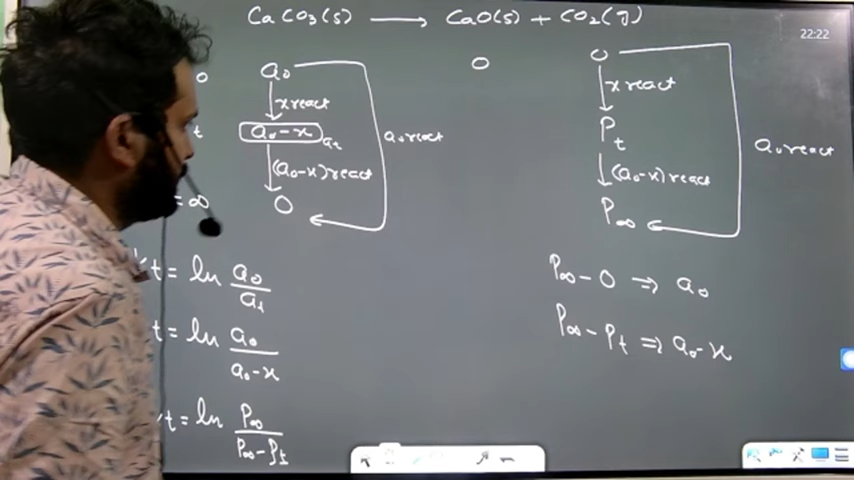 CaCO3(s) ⟶ CaO(s) + CO2(g)
22:22
0 a₀ 0 0
x react x react
t a₀-x aₜ Pₜ
a₀ react a₀ react
(a₀-x) react (a₀-x) react
= ∞ 0 P∞
t = ln a₀/aₜ
P∞ - 0 ⇒ a₀
t = ln a₀/(a₀-x)
P∞ - Pₜ ⇒ a₀-x
t = ln P∞/(P∞-Pₜ)